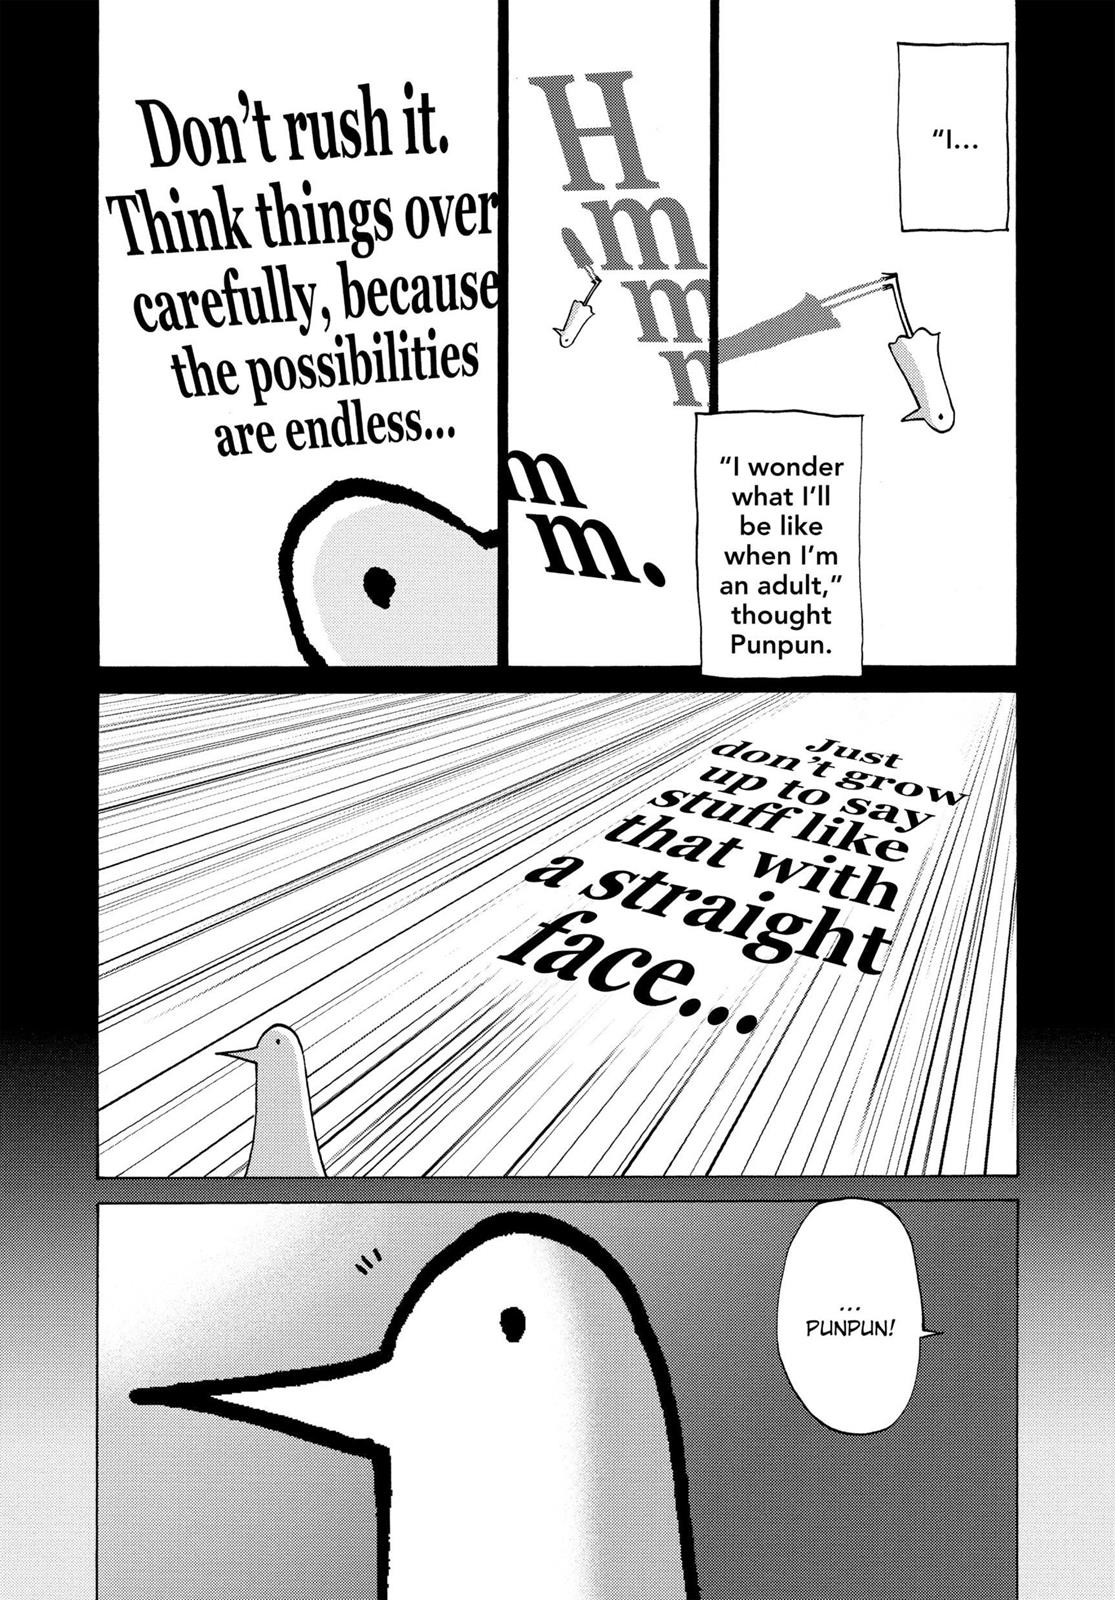 “I...
“I wonder
what I’ll
be like
when I’m
an adult,”
thought
Punpun.
H
m
m
m
m
m.
Don’t rush it.
Think things over
carefully, because
the possibilities
are endless...
Just
don’t grow
up to say
stuff like
that with
a straight
face...
...
PUNPUN!